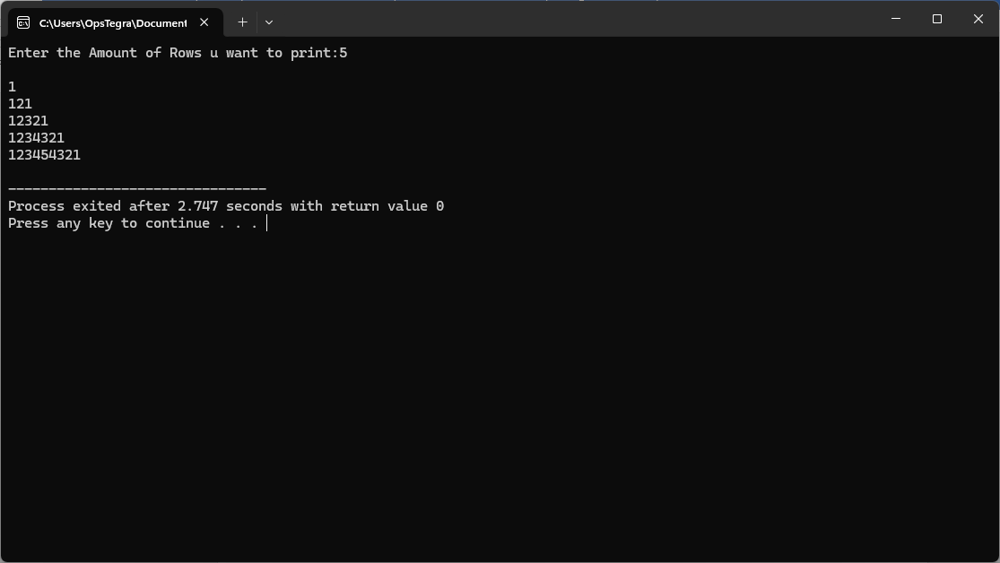 C:\Users\OpsTegra\Document
Enter the Amount of Rows u want to print:5
1
121
12321
1234321
123454321
--------------------------------
Process exited after 2.747 seconds with return value 0
Press any key to continue . . .